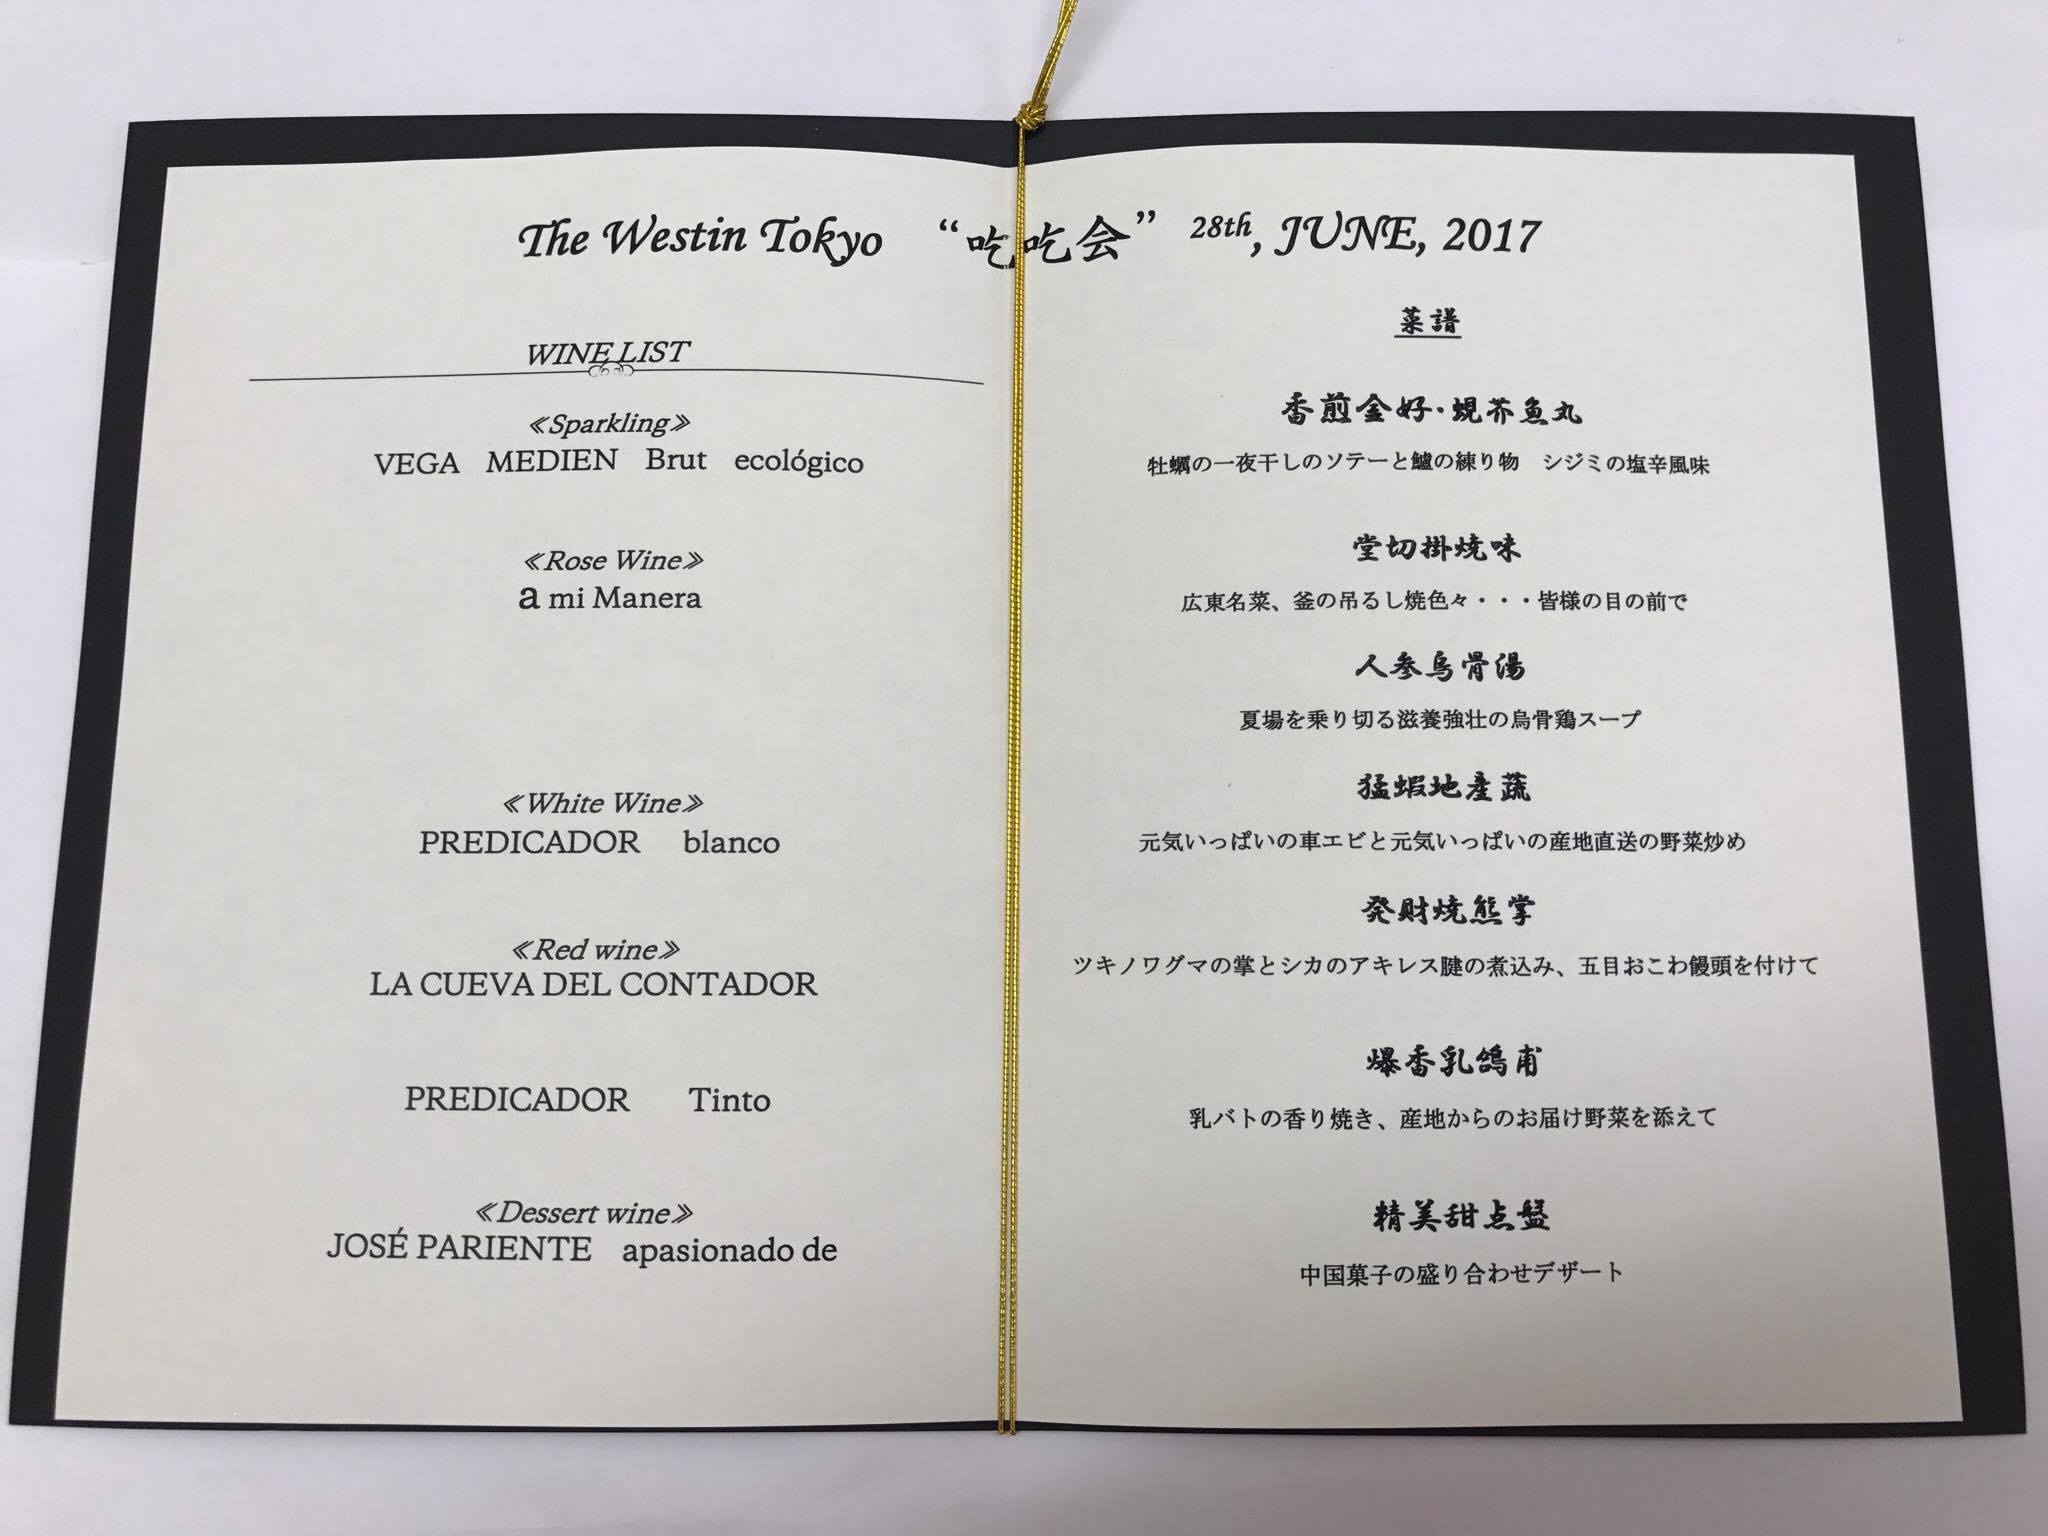 The Westin Tokyo “吃吃会” 28th, JUNE, 2017
WINE LIST
≪Sparkling≫
VEGA MEDIEN Brut ecológico
≪Rose Wine≫
a mi Manera
≪White Wine≫
PREDICADOR blanco
≪Red wine≫
LA CUEVA DEL CONTADOR
PREDICADOR Tinto
≪Dessert wine≫
JOSÉ PARIENTE apasionado de
菜譜
香煎金好·蜆芥魚丸
牡蠣の一夜干しのソテーと鱸の練り物 シジミの塩辛風味
堂切掛焼味
広東名菜、釜の吊るし焼色々・・・皆様の目の前で
人参烏骨湯
夏場を乗り切る滋養強壮の烏骨鶏スープ
猛蝦地産蔬
元気いっぱいの車エビと元気いっぱいの産地直送の野菜炒め
発財焼熊掌
ツキノワグマの掌とシカのアキレス腱の煮込み、五目おこわ饅頭を付けて
爆香乳鴿甫
乳バトの香り焼き、産地からのお届け野菜を添えて
精美甜点盤
中国菓子の盛り合わせデザート